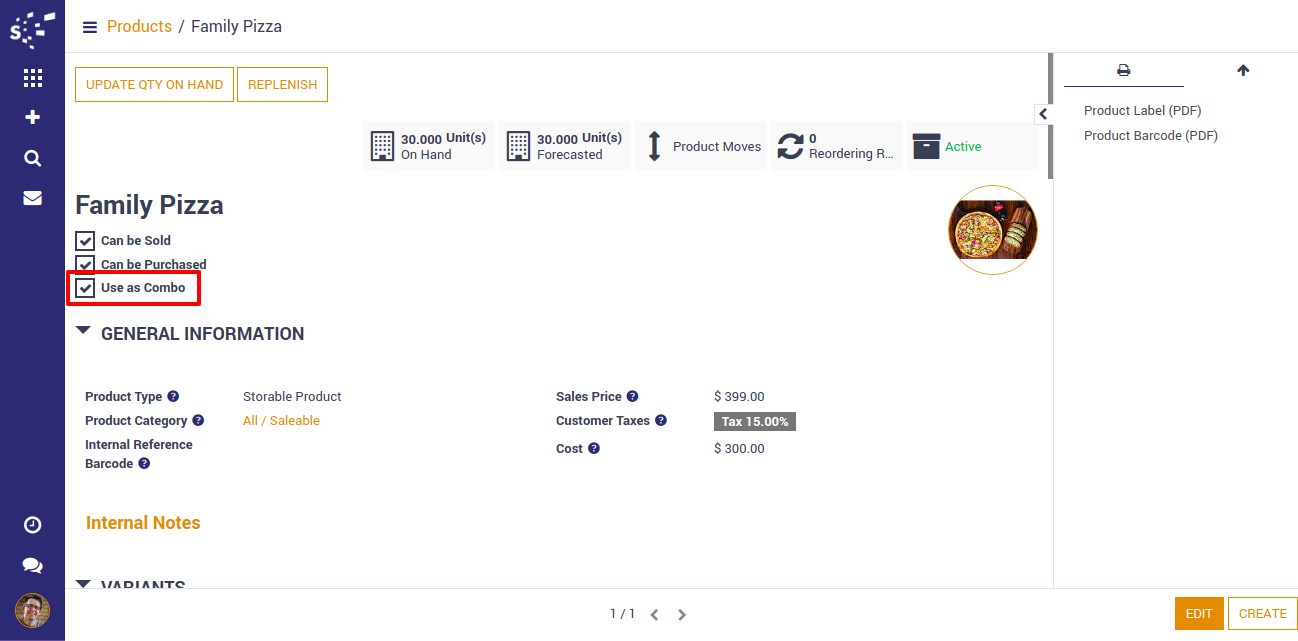 Products / Family Pizza
UPDATE QTY ON HAND
REPLENISH
30.000 Unit(s)
On Hand
30.000 Unit(s)
Forecasted
Product Moves
0
Reordering R...
Active
Product Label (PDF)
Product Barcode (PDF)
Family Pizza
Can be Sold
Can be Purchased
Use as Combo
GENERAL INFORMATION
Product Type ? Storable Product
Product Category ? All / Saleable
Internal Reference
Barcode ?
Sales Price ? $ 399.00
Customer Taxes ? Tax 15.00%
Cost ? $ 300.00
Internal Notes
VARIANTS
1 / 1
EDIT
CREATE